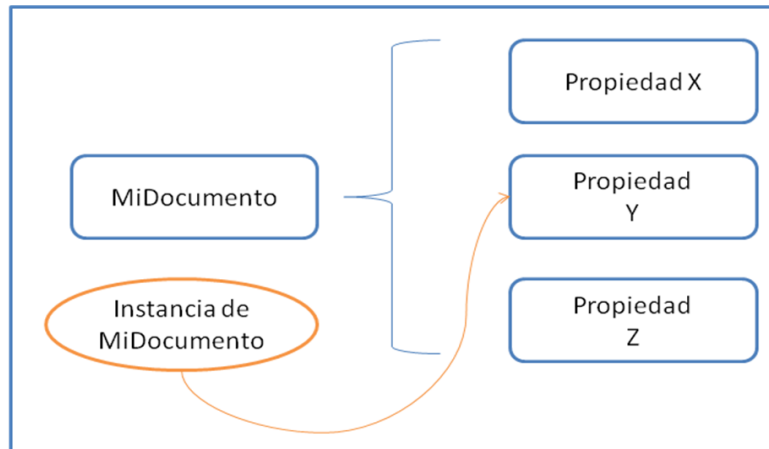 MiDocumento
Instancia de
MiDocumento
Propiedad X
Propiedad
Y
Propiedad
Z